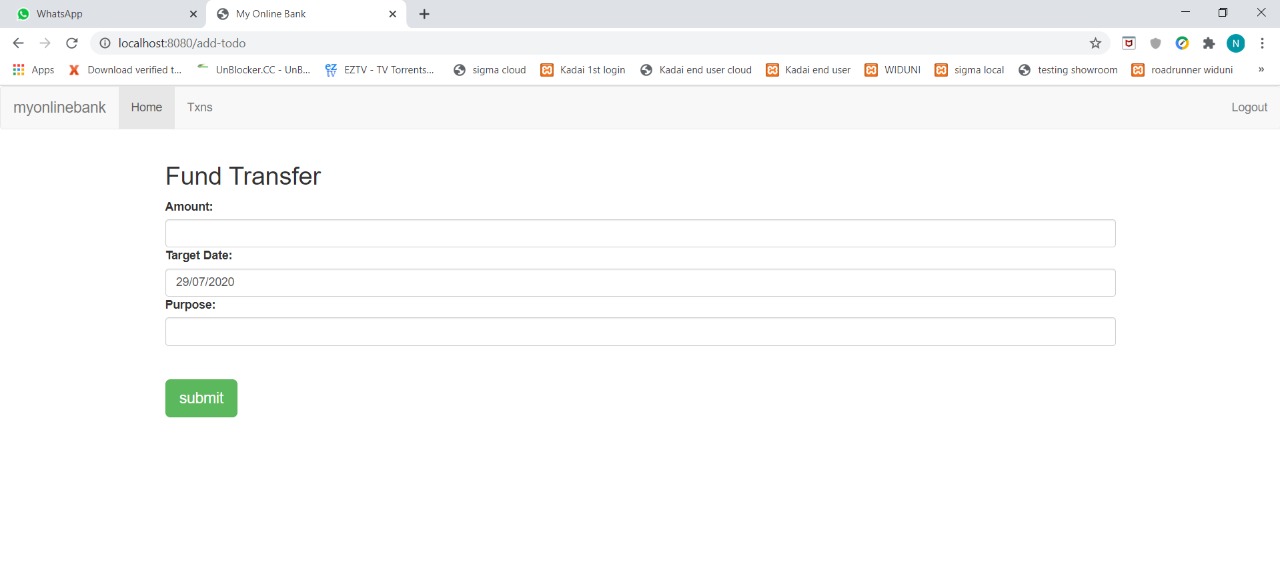 WhatsApp My Online Bank
localhost:8080/add-todo N
Apps Download verified t... UnBlocker.CC - UnB... EZTV - TV Torrents... sigma cloud Kadai 1st login Kadai end user cloud Kadai end user WIDUNI sigma local testing showroom roadrunner widuni »
myonlinebank Home Txns Logout
Fund Transfer
Amount:
Target Date:
29/07/2020
Purpose:
submit